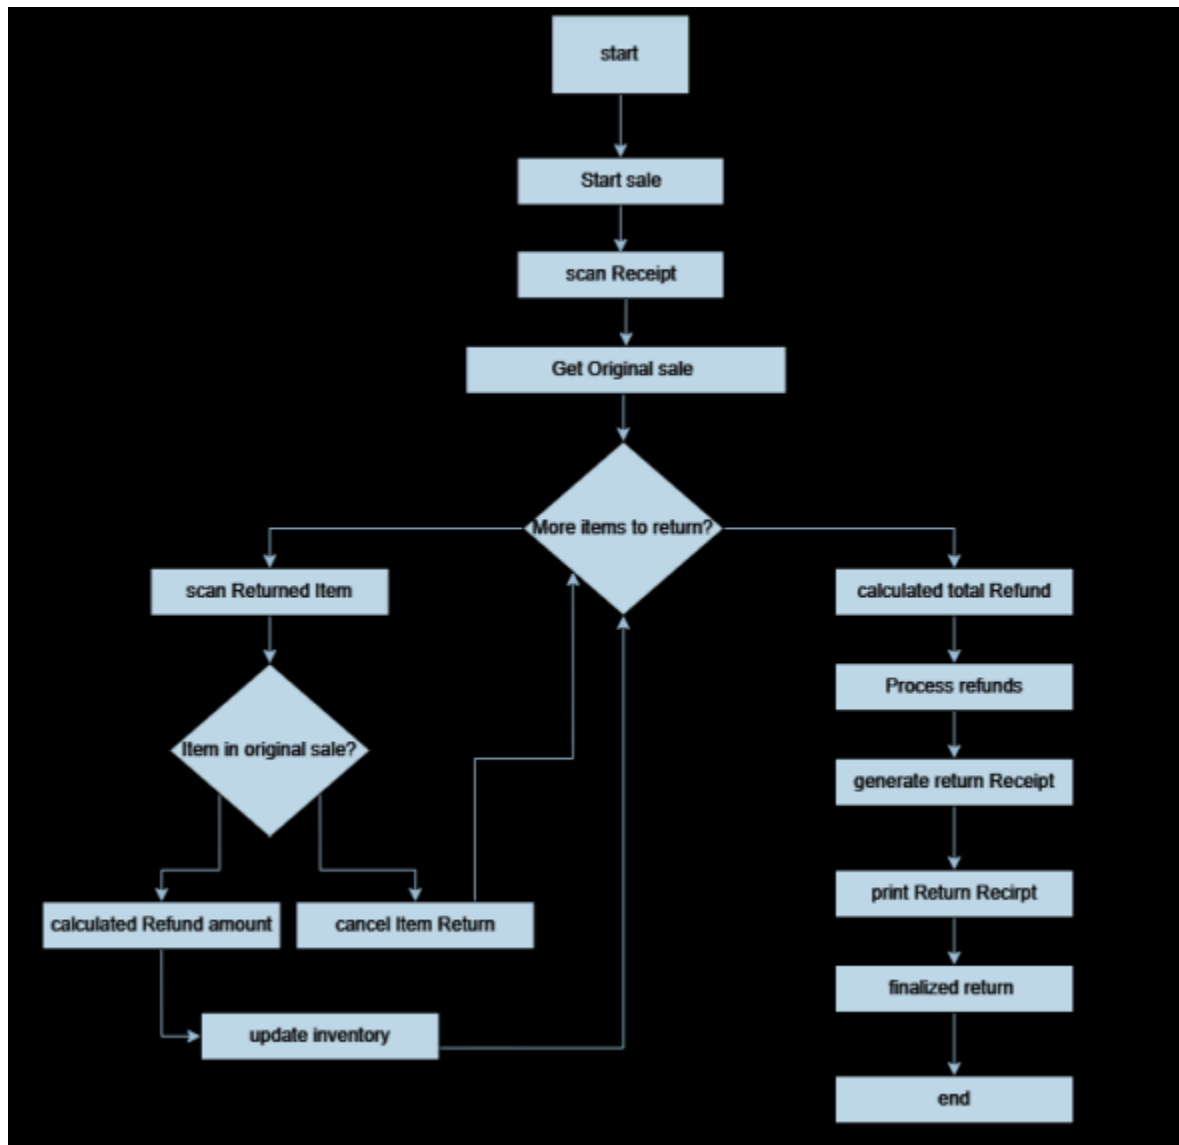 start
Start sale
scan Receipt
Get Original sale
More items to return?
scan Returned Item
calculated total Refund
Process refunds
Item in original sale?
generate return Receipt
print Return Recirpt
calculated Refund amount
cancel Item Return
finalized return
update inventory
end